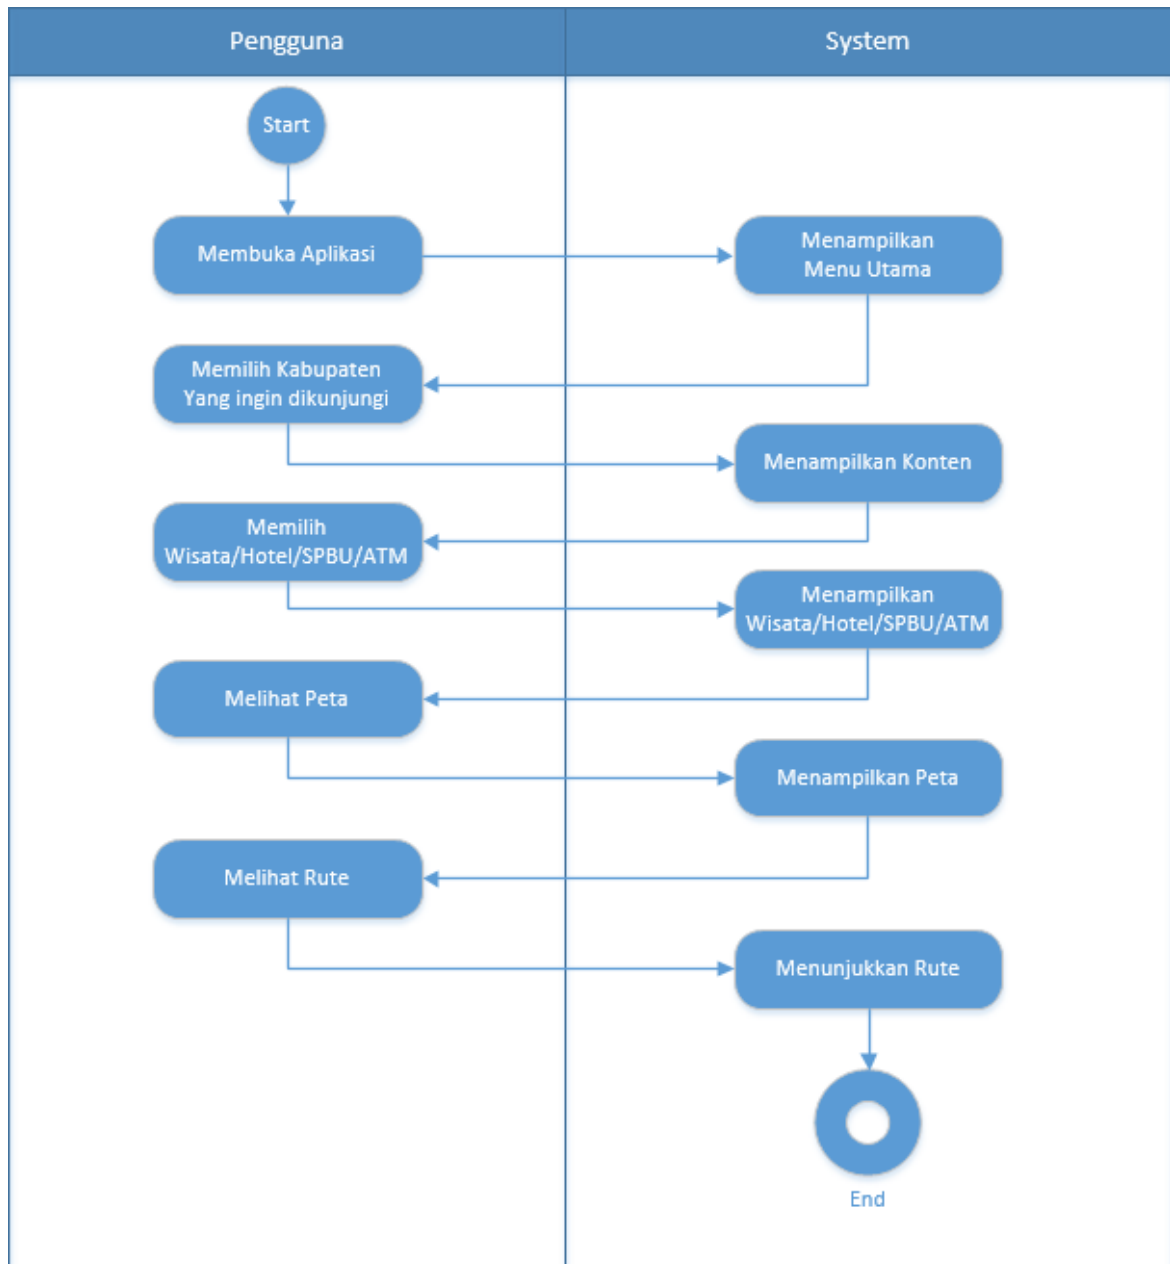 Pengguna
System
Start
Membuka Aplikasi
Menampilkan
Menu Utama
Memilih Kabupaten
Yang ingin dikunjungi
Menampilkan Konten
Memilih
Wisata/Hotel/SPBU/ATM
Menampilkan
Wisata/Hotel/SPBU/ATM
Melihat Peta
Menampilkan Peta
Melihat Rute
Menunjukkan Rute
End